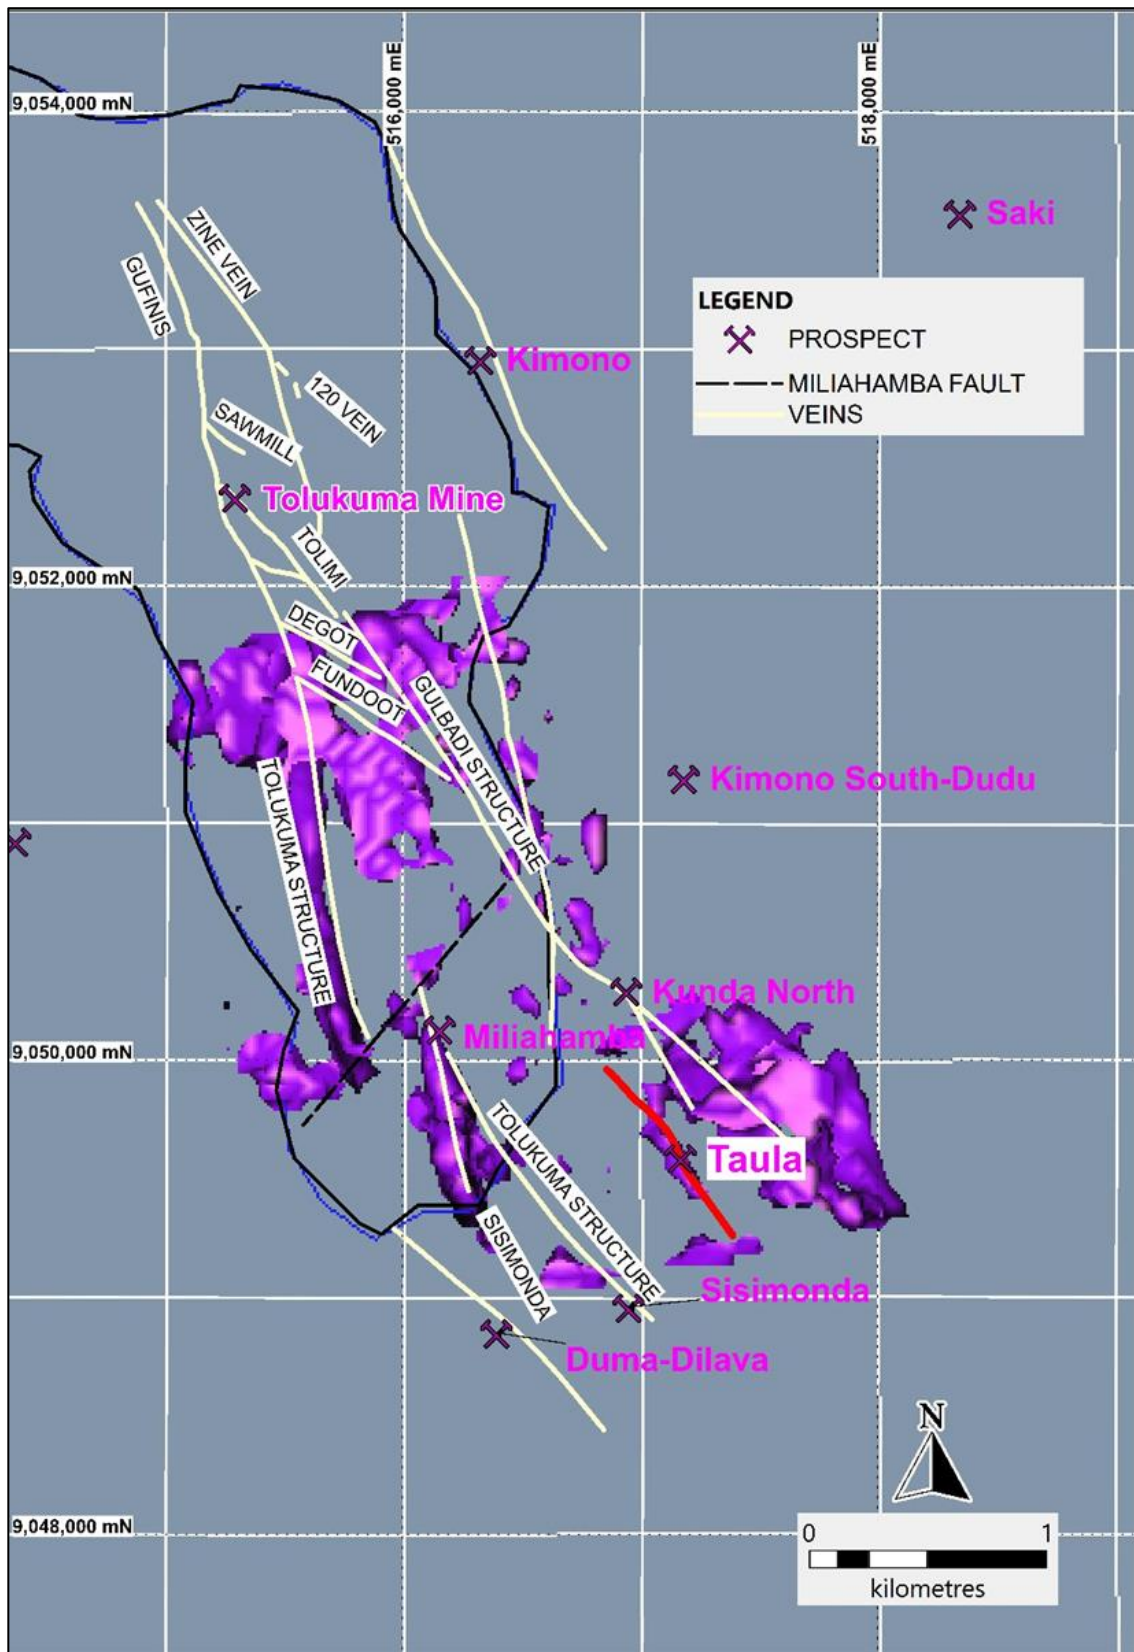 516,000 mE
518,000 mE
9,054,000 mN
Saki
ZINE VEIN
GUFINIS
LEGEND
PROSPECT
MILIAHAMBA FAULT
VEINS
Kimono
120 VEIN
SAWMILL
Tolukuma Mine
TOLIMI
9,052,000 mN
DEGOT
FUNDOOT
GULBADI STRUCTURE
Kimono South-Dudu
TOLUKUMA STRUCTURE
Kunda North
Miliahamba
9,050,000 mN
TOLUKUMA STRUCTURE
Taula
SISIMONDA
Sisimonda
Duma-Dilava
N
9,048,000 mN
0 1
kilometres